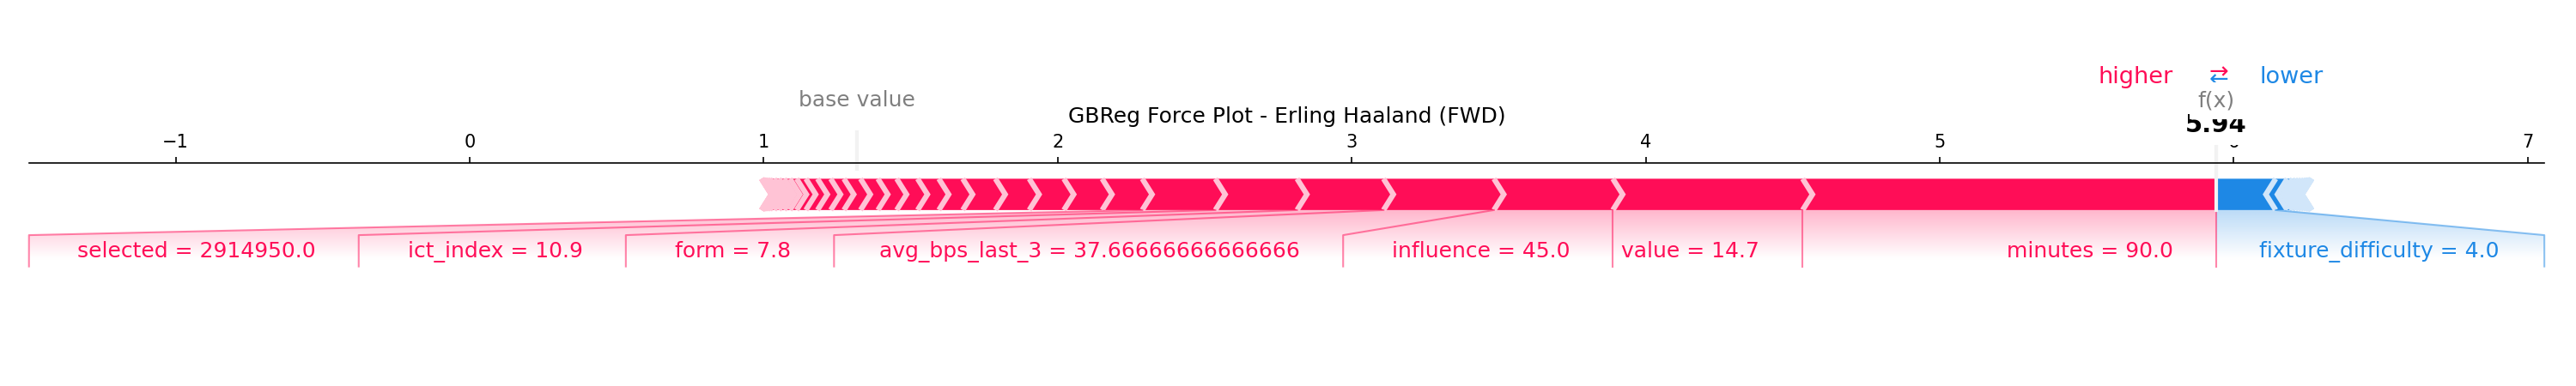 higher ⇄ lower
base value
f(x)
GBReg Force Plot - Erling Haaland (FWD)
5.94
−1 0 1 2 3 4 5 7
selected = 2914950.0 ict_index = 10.9 form = 7.8 avg_bps_last_3 = 37.66666666666666 influence = 45.0 value = 14.7 minutes = 90.0 fixture_difficulty = 4.0